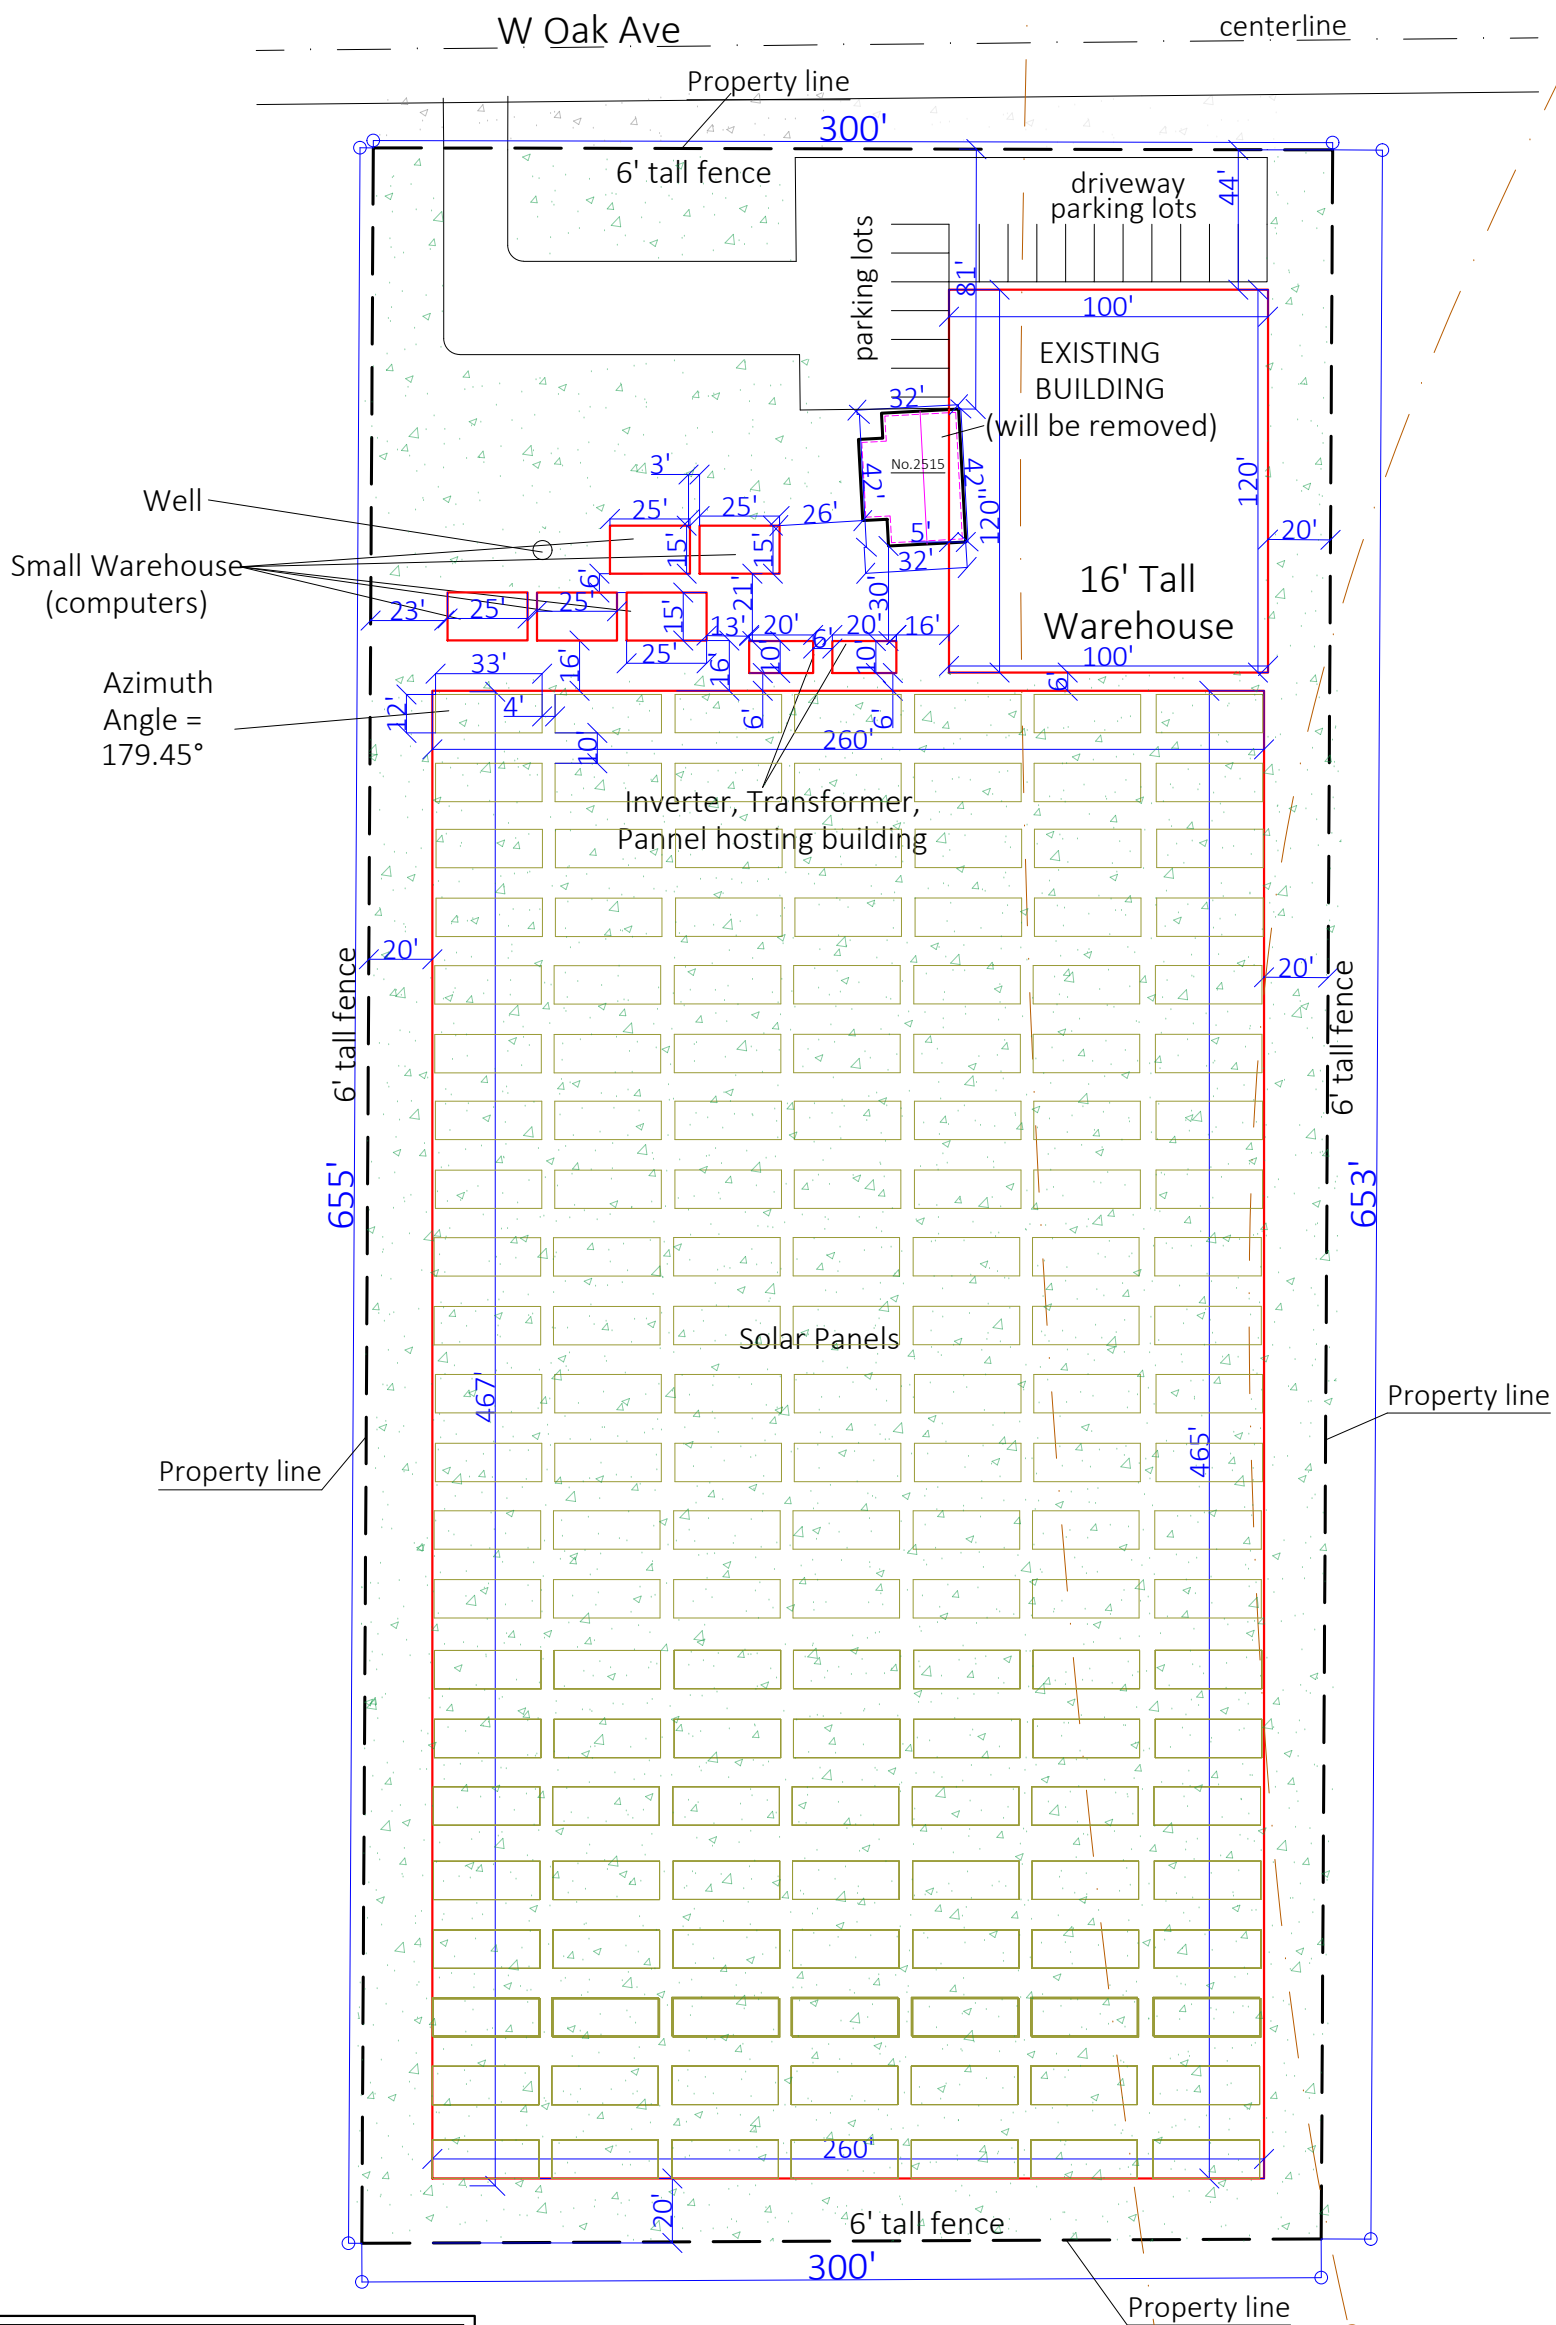 W Oak Ave
centerline
Property line
300'
6' tall fence
driveway
parking lots
44'
parking lots
81'
100'
EXISTING
BUILDING
(will be removed)
32'
No.2515
42'
42'
120'
120'
3'
25'
25'
26'
5'
32'
20'
Well
15'
15'
Small Warehouse
(computers)
6'
21'
30'
16' Tall
Warehouse
23'
25'
25'
15'
13'
20'
6'
20'
16'
100'
33'
16'
25'
16'
10'
10'
6'
Azimuth
Angle =
179.45°
12'
4'
10'
6'
6'
260'
Inverter, Transformer,
Pannel hosting building
20'
20'
6' tall fence
6' tall fence
655'
653'
Solar Panels
467'
465'
Property line
Property line
260'
20'
6' tall fence
300'
Property line